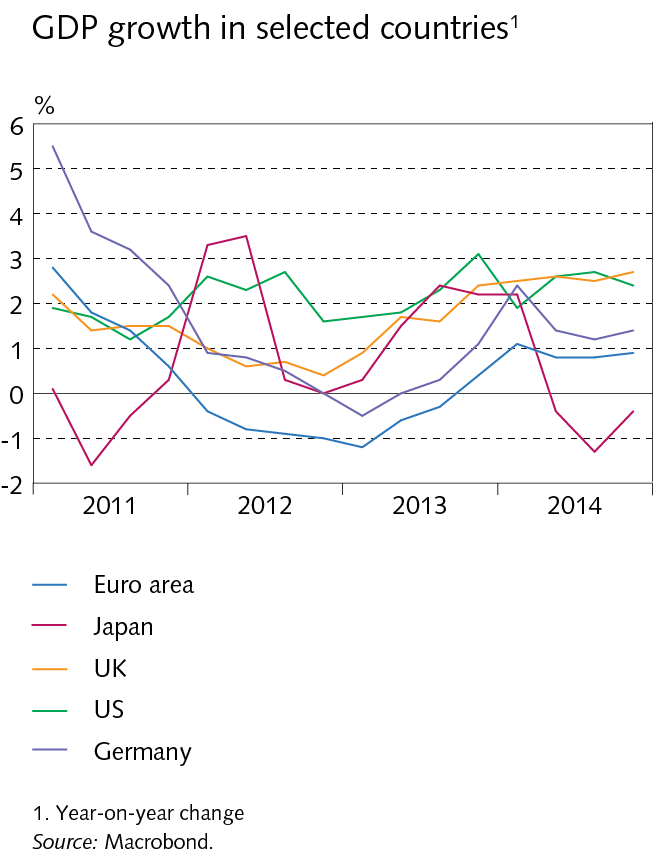 GDP growth in selected countries¹
%
6
5
4
3
2
1
0
-1
-2
2011 2012 2013 2014
Euro area
Japan
UK
US
Germany
1. Year-on-year change
Source: Macrobond.